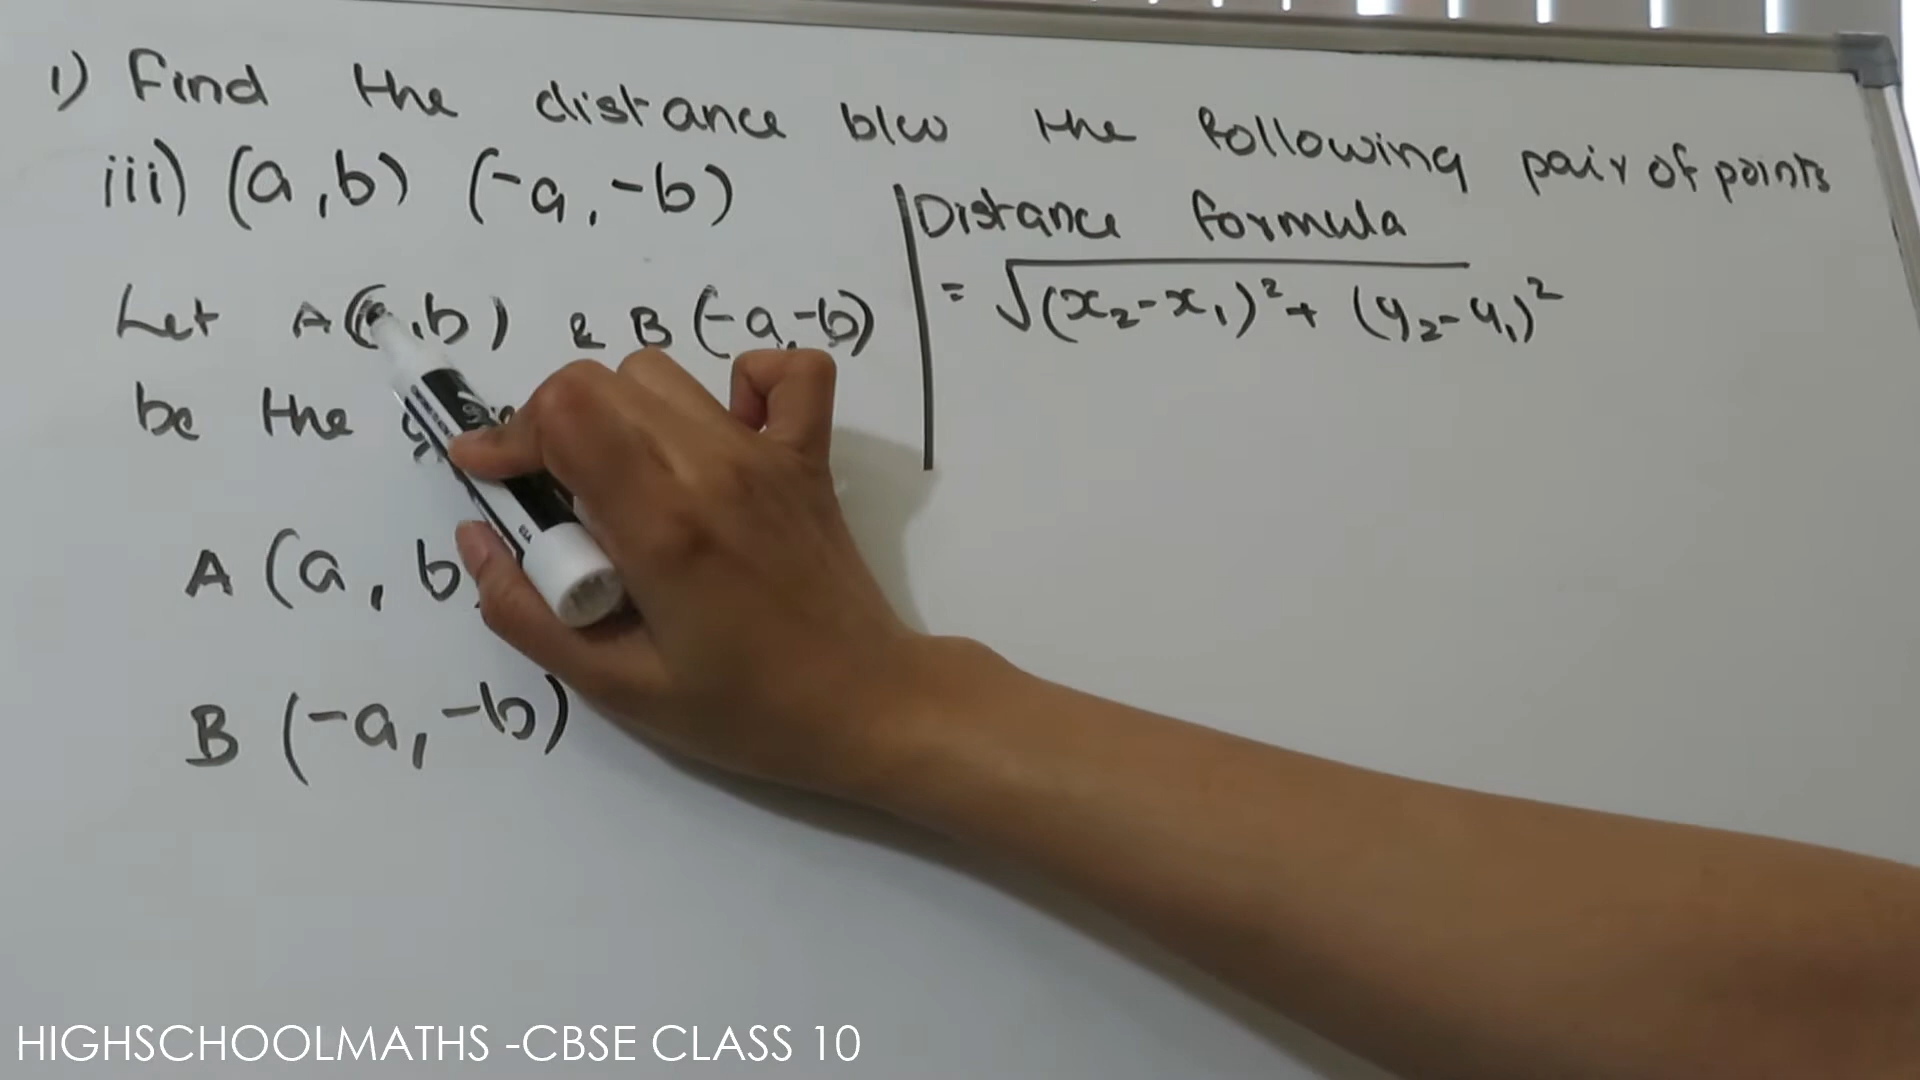 1) Find the distance b/w the following pair of points
iii) (a,b) (-a,-b)
Distance formula
= √(x₂-x₁)²+ (y₂-y₁)²
Let A(a,b) & B(-a,-b)
be the
A (a, b
B (-a, -b)
HIGHSCHOOLMATHS -CBSE CLASS 10